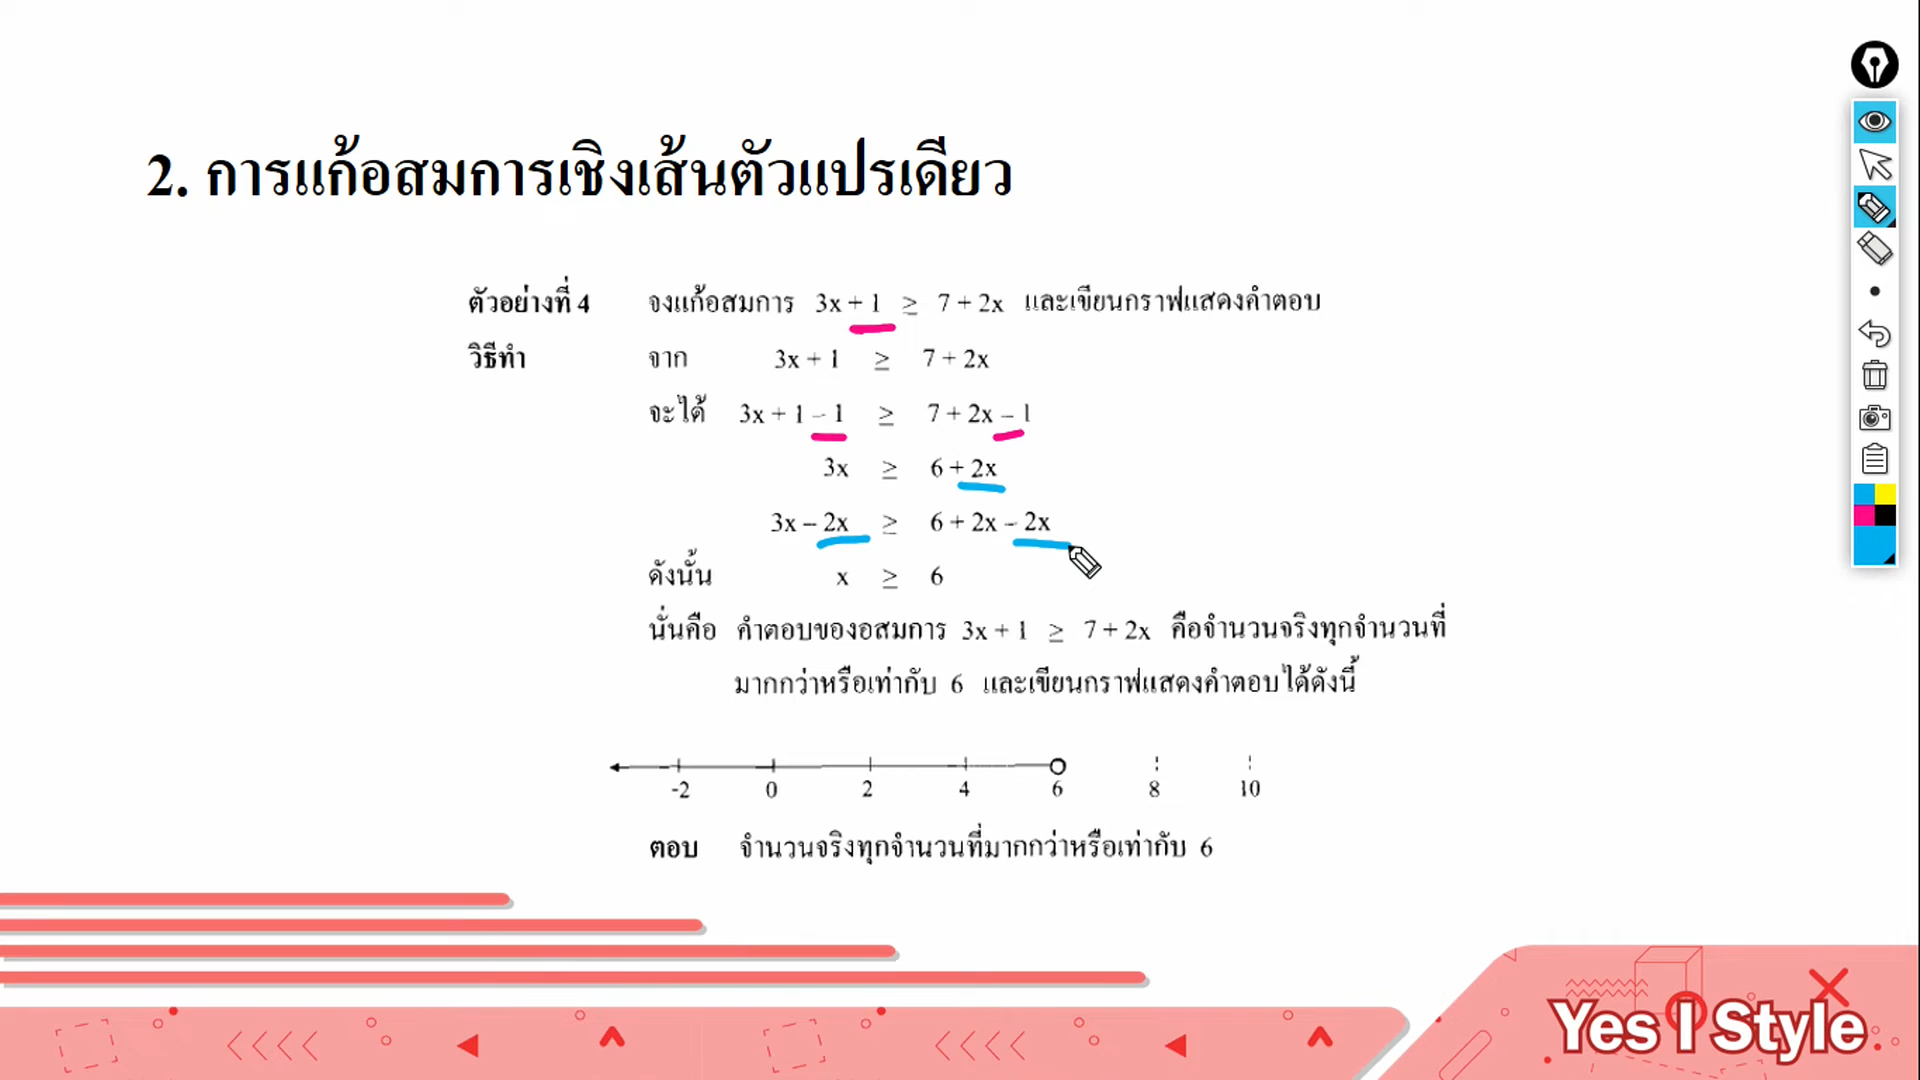 2. การแก้อสมการเชิงเส้นตัวแปรเดียว
ตัวอย่างที่ 4 จงแก้อสมการ 3x + 1 ≥ 7 + 2x และเขียนกราฟแสดงคำตอบ
วิธีทำ จาก 3x + 1 ≥ 7 + 2x
จะได้ 3x + 1 – 1 ≥ 7 + 2x – 1
3x ≥ 6 + 2x
3x – 2x ≥ 6 + 2x – 2x
ดังนั้น x ≥ 6
นั่นคือ คำตอบของอสมการ 3x + 1 ≥ 7 + 2x คือจำนวนจริงทุกจำนวนที่
มากกว่าหรือเท่ากับ 6 และเขียนกราฟแสดงคำตอบได้ดังนี้
-2 0 2 4 6 8 10
ตอบ จำนวนจริงทุกจำนวนที่มากกว่าหรือเท่ากับ 6
Yes I Style